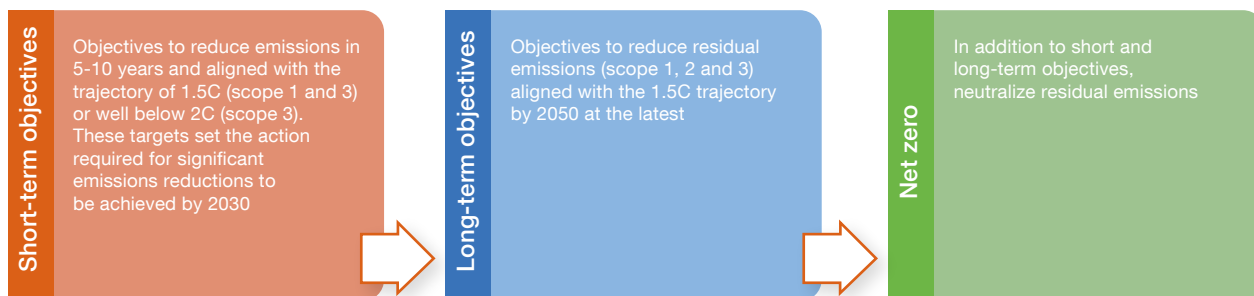 Short-term objectives
Objectives to reduce emissions in
5-10 years and aligned with the
trajectory of 1.5C (scope 1 and 3)
or well below 2C (scope 3).
These targets set the action
required for significant
emissions reductions to
be achieved by 2030
Long-term objectives
Objectives to reduce residual
emissions (scope 1, 2 and 3)
aligned with the 1.5C trajectory
by 2050 at the latest
Net zero
In addition to short and
long-term objectives,
neutralize residual emissions